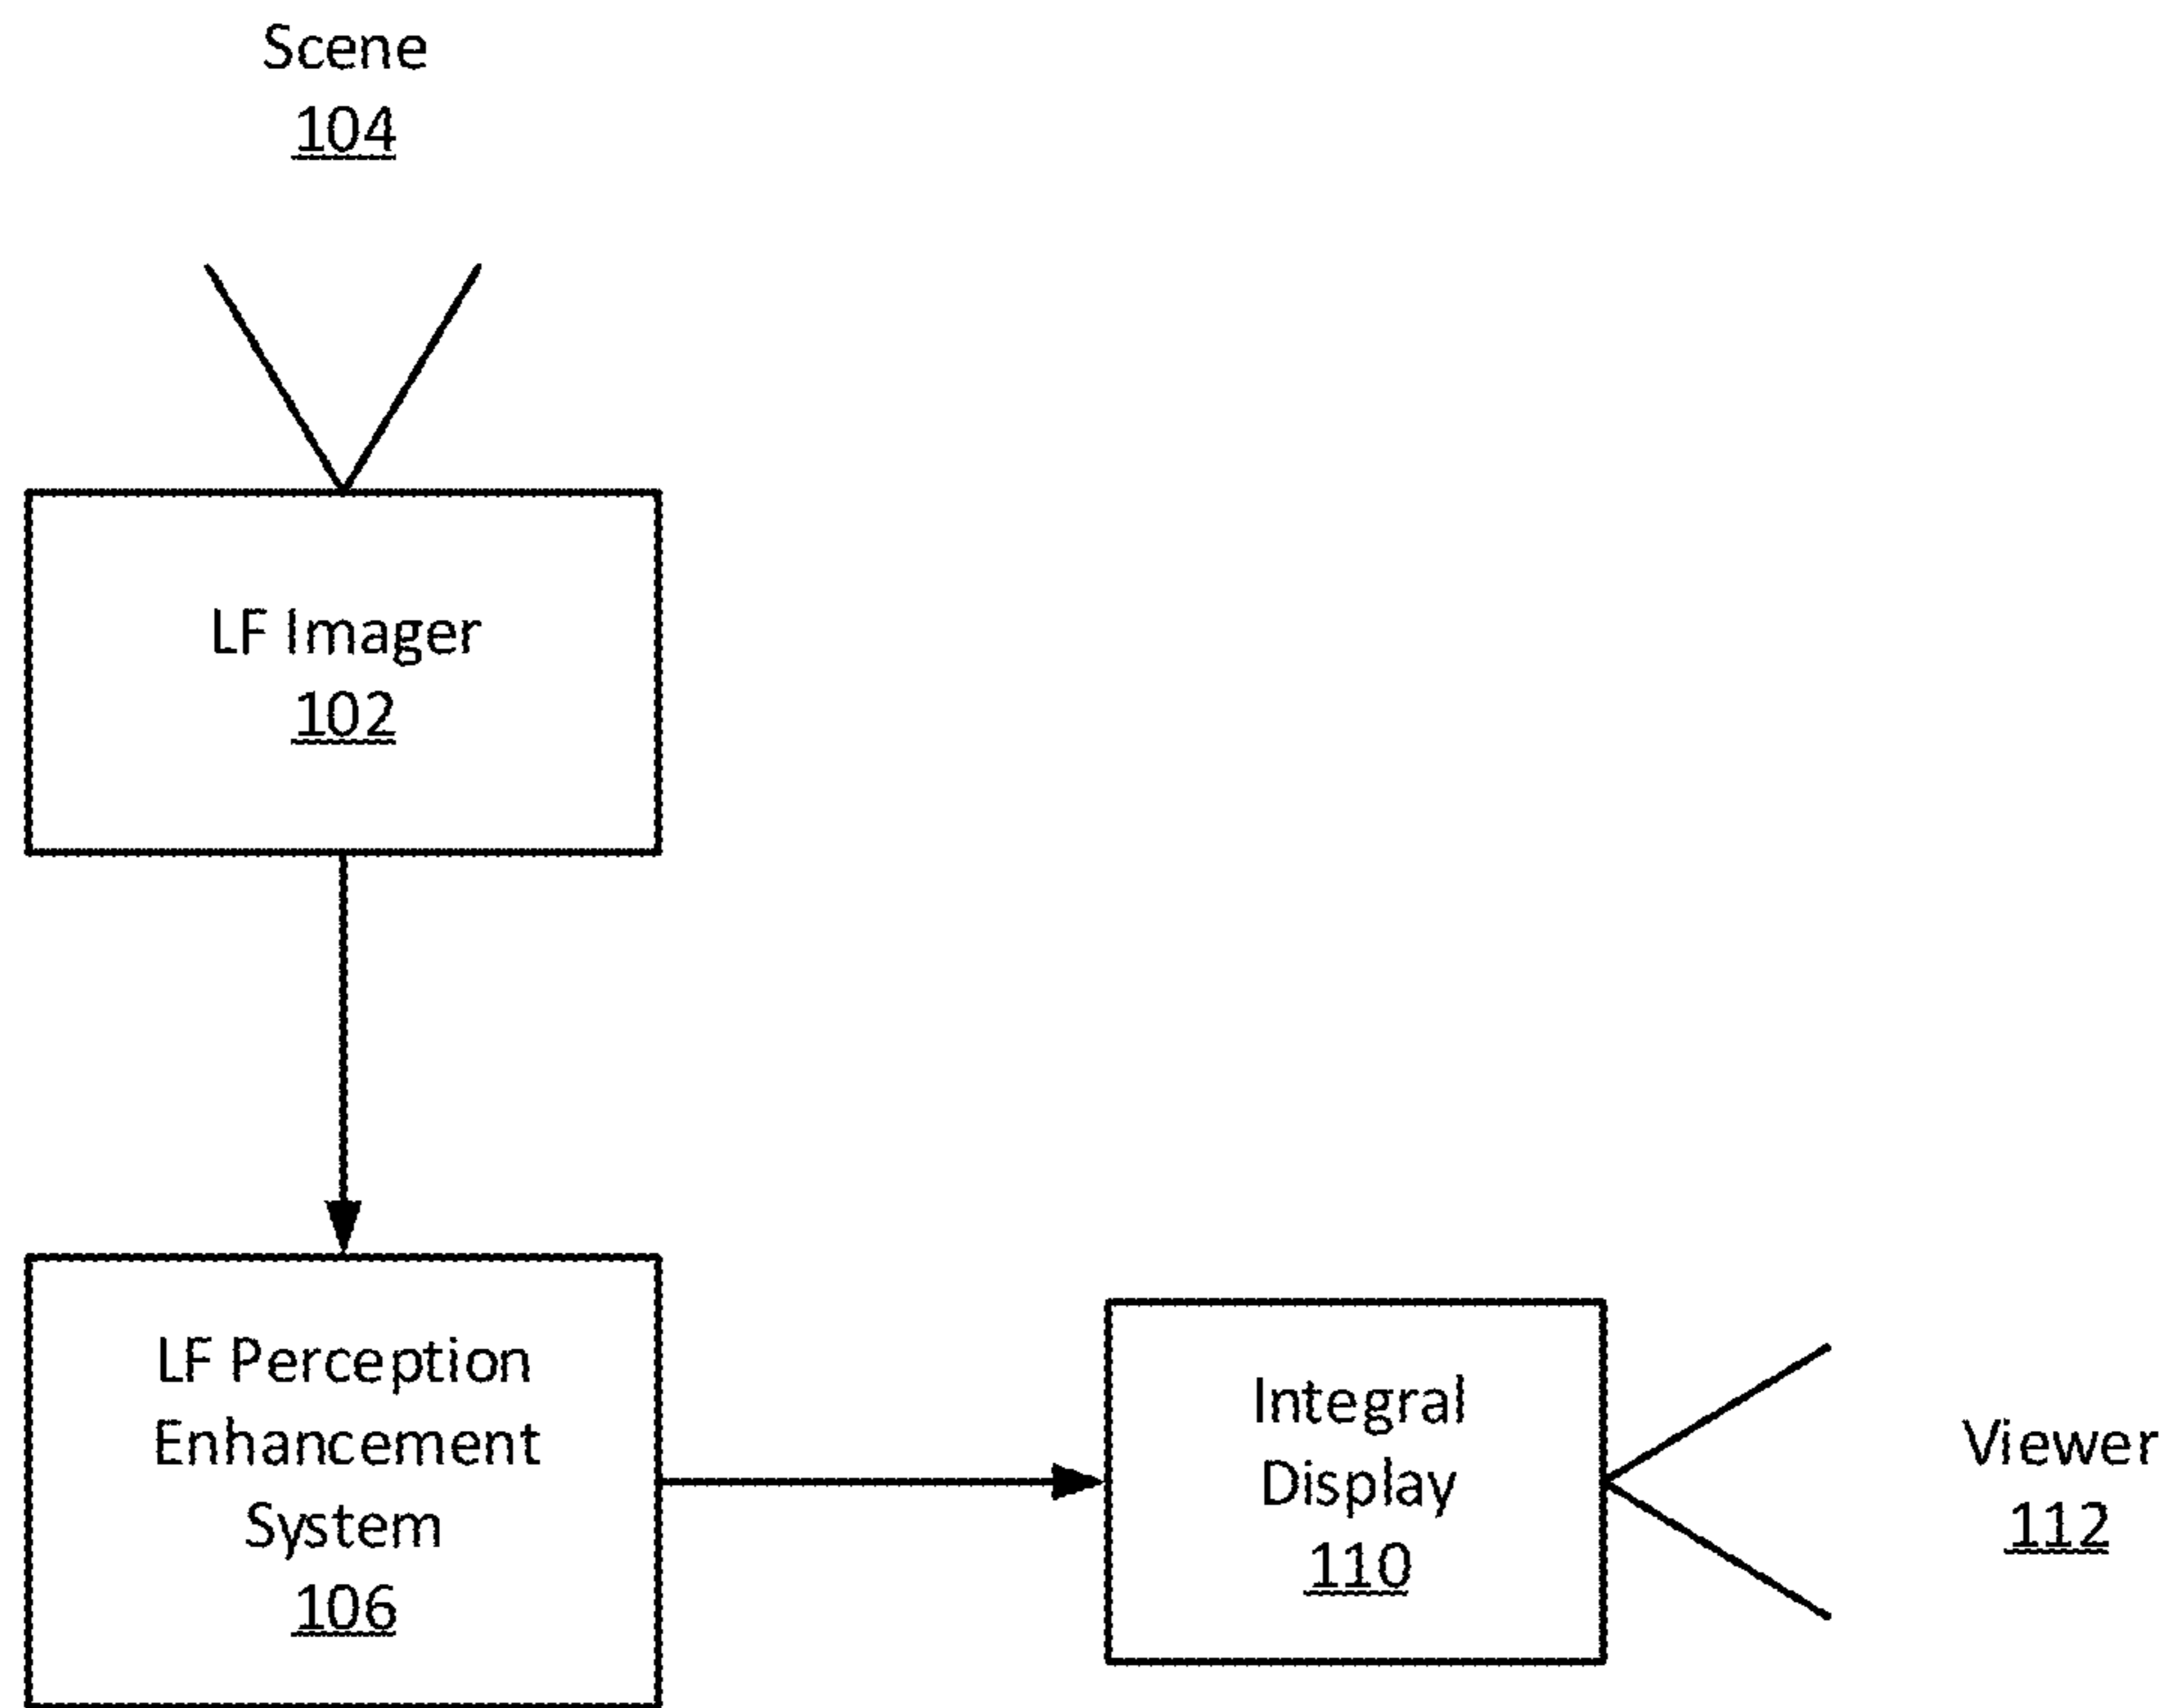 Scene
104
LF Imager
102
LF Perception
Enhancement
System
106
Integral
Display
110
Viewer
112